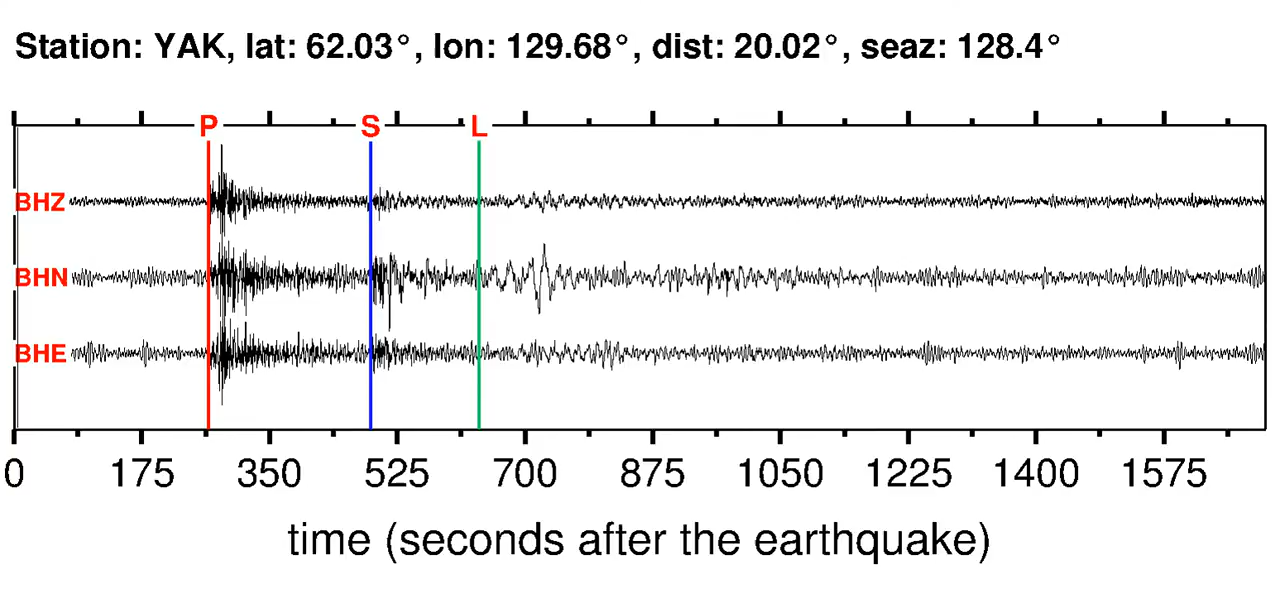 Station: YAK, lat: 62.03°, lon: 129.68°, dist: 20.02°, seaz: 128.4°
P S L
BHZ
BHN
BHE
0 175 350 525 700 875 1050 1225 1400 1575
time (seconds after the earthquake)